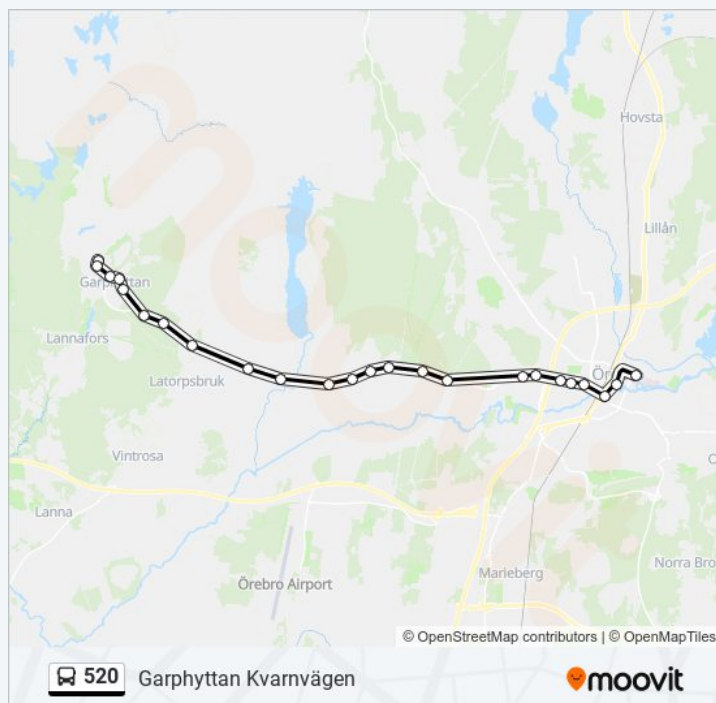 Hovsta
Lillån
Garphyttan
Lannafors
Latorpsbruk
Ör
Vintrosa
Lanna
Örebro Airport
Marieberg
Norra Bro
© OpenStreetMap contributors | © OpenMapTiles
520 Garphyttan Kvarnvägen
moovit